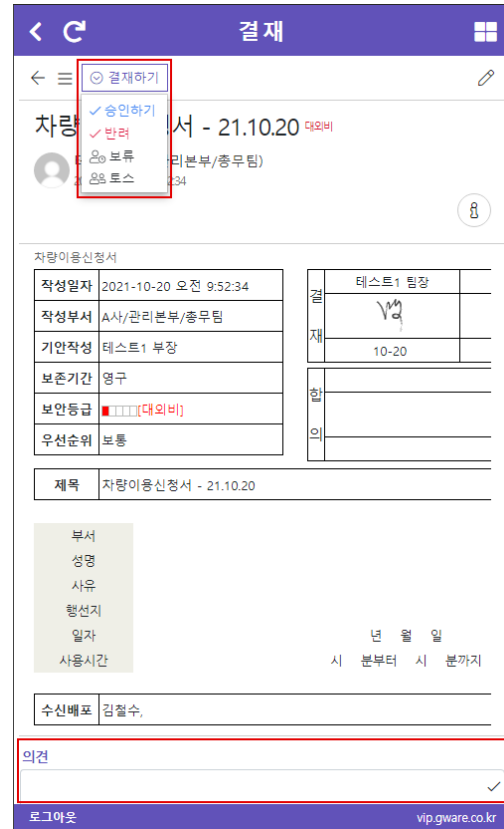 결재
결재하기
승인하기
반려
보류
토스
차량 서 - 21.10.20 대외비
리본부/총무팀)
2:34
차량이용신청서
작성일자 2021-10-20 오전 9:52:34
작성부서 A사/관리본부/총무팀
기안작성 테스트1 부장
보존기간 영구
보안등급 [대외비]
우선순위 보통
결재
테스트1 팀장
10-20
합의
제목 차량이용신청서 - 21.10.20
부서
성명
사유
행선지
일자 년 월 일
사용시간 시 분부터 시 분까지
수신배포 김철수,
의견
로그아웃 vip.gware.co.kr